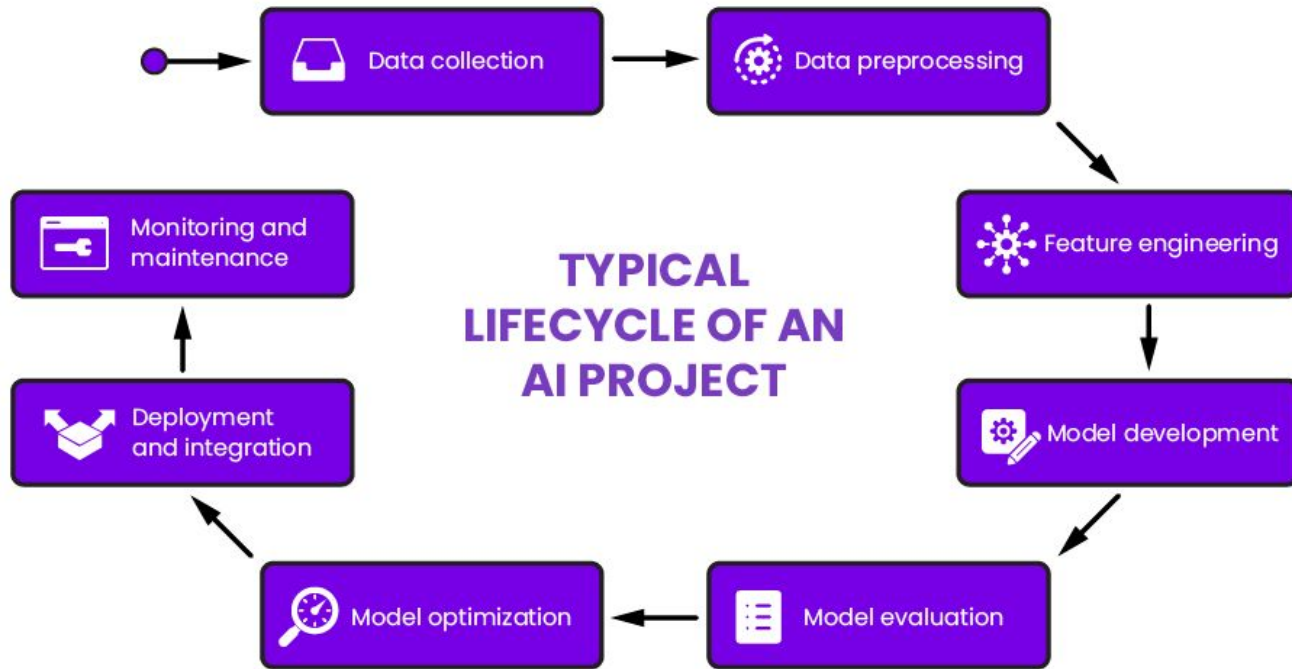 Data collection
Data preprocessing
Feature engineering
Model development
Model evaluation
Model optimization
Deployment
and integration
Monitoring and
maintenance
TYPICAL
LIFECYCLE OF AN
AI PROJECT